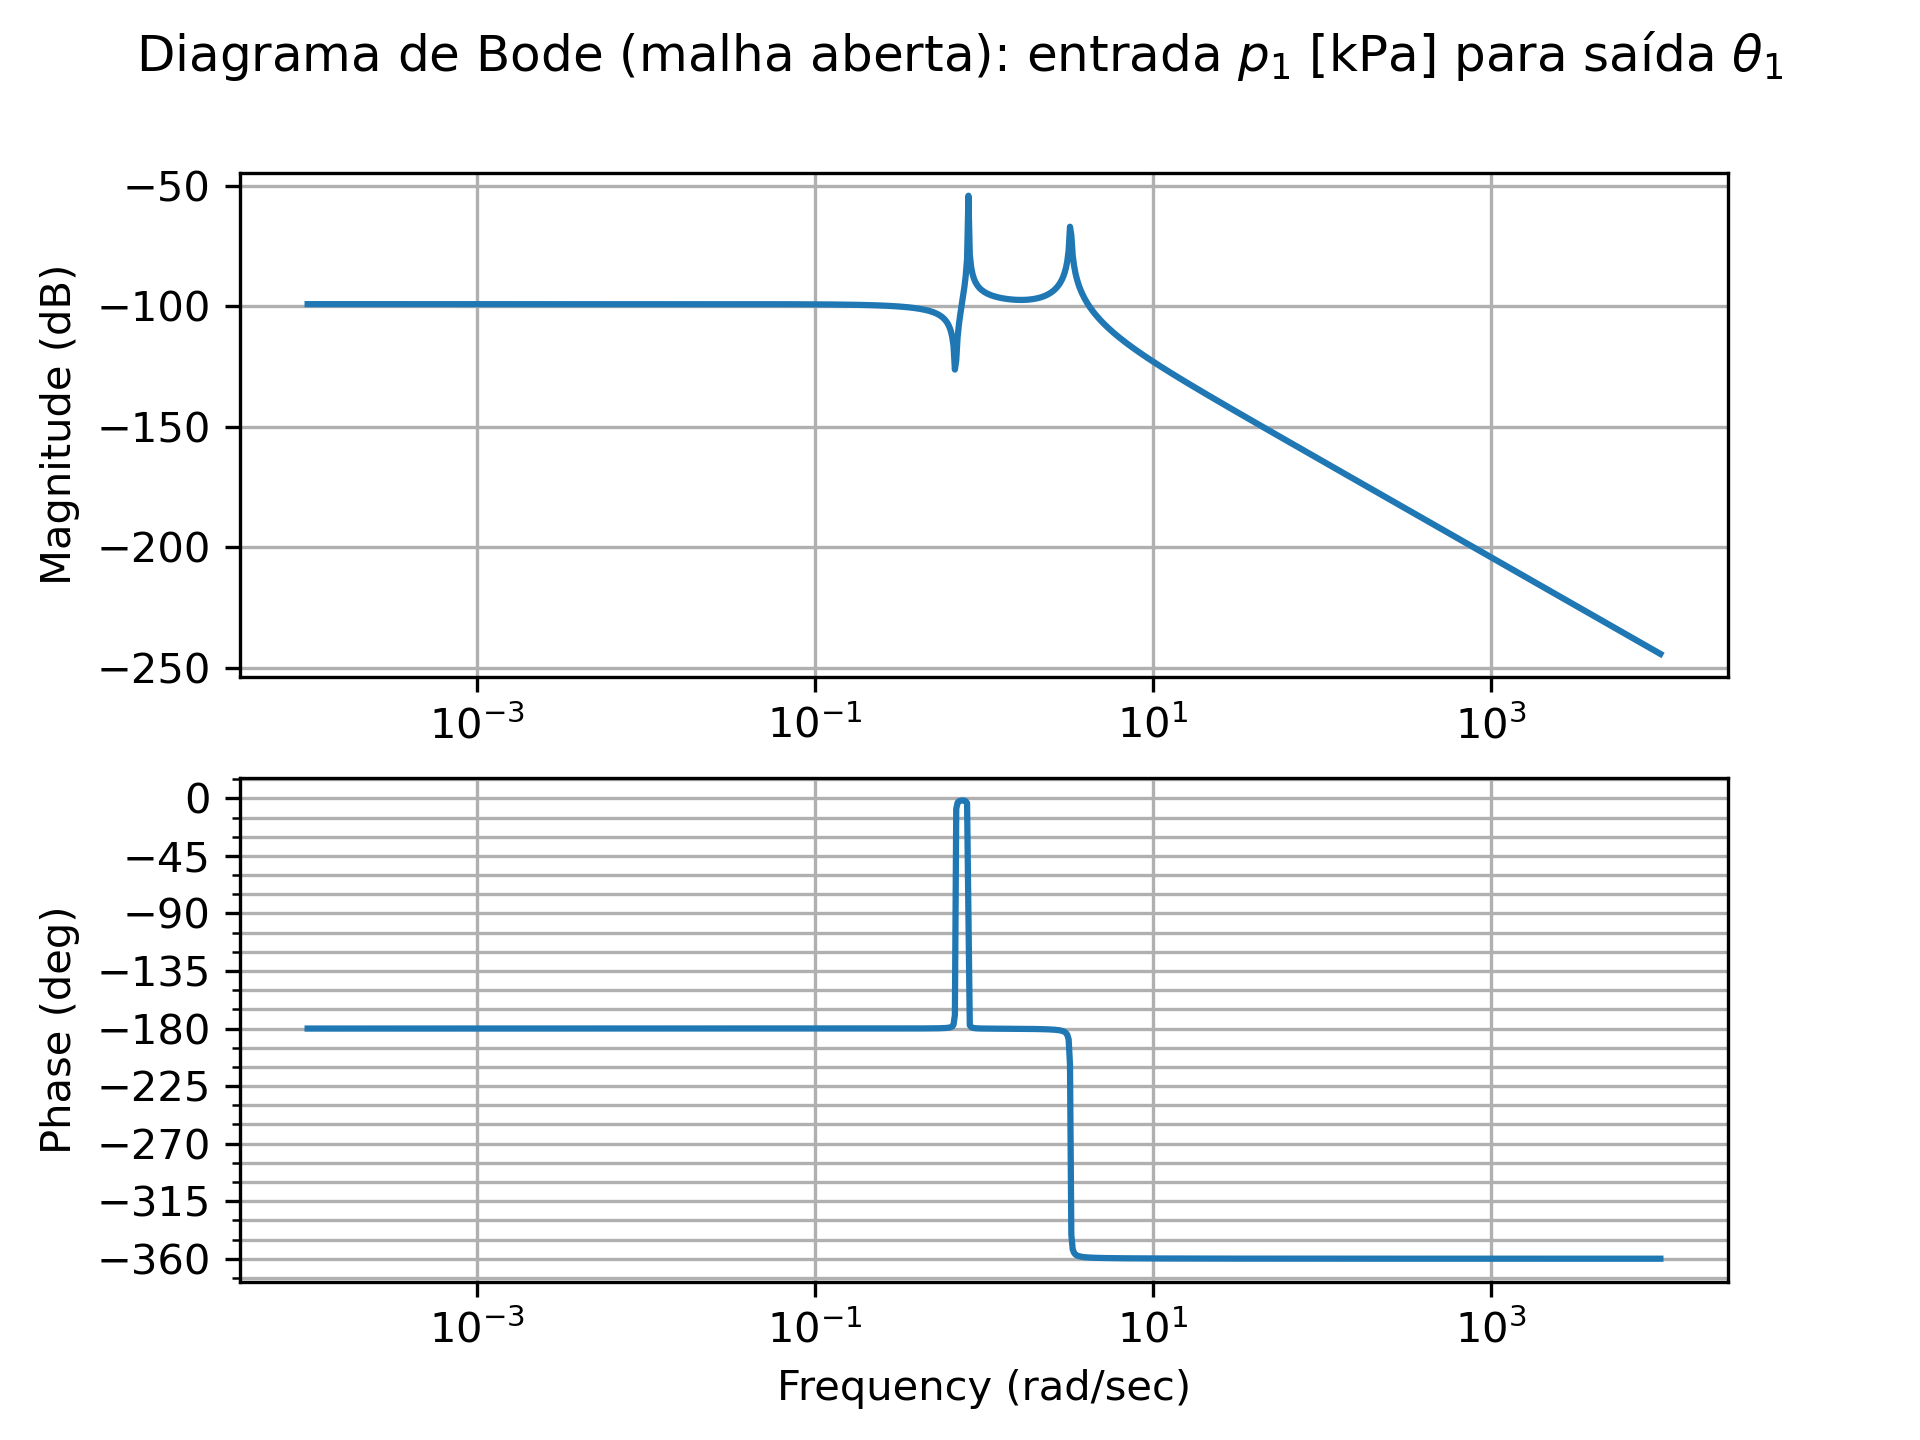 Diagrama de Bode (malha aberta): entrada p₁ [kPa] para saída θ₁
Magnitude (dB)
−50
−100
−150
−200
−250
10⁻³ 10⁻¹ 10¹ 10³
Phase (deg)
0
−45
−90
−135
−180
−225
−270
−315
−360
10⁻³ 10⁻¹ 10¹ 10³
Frequency (rad/sec)